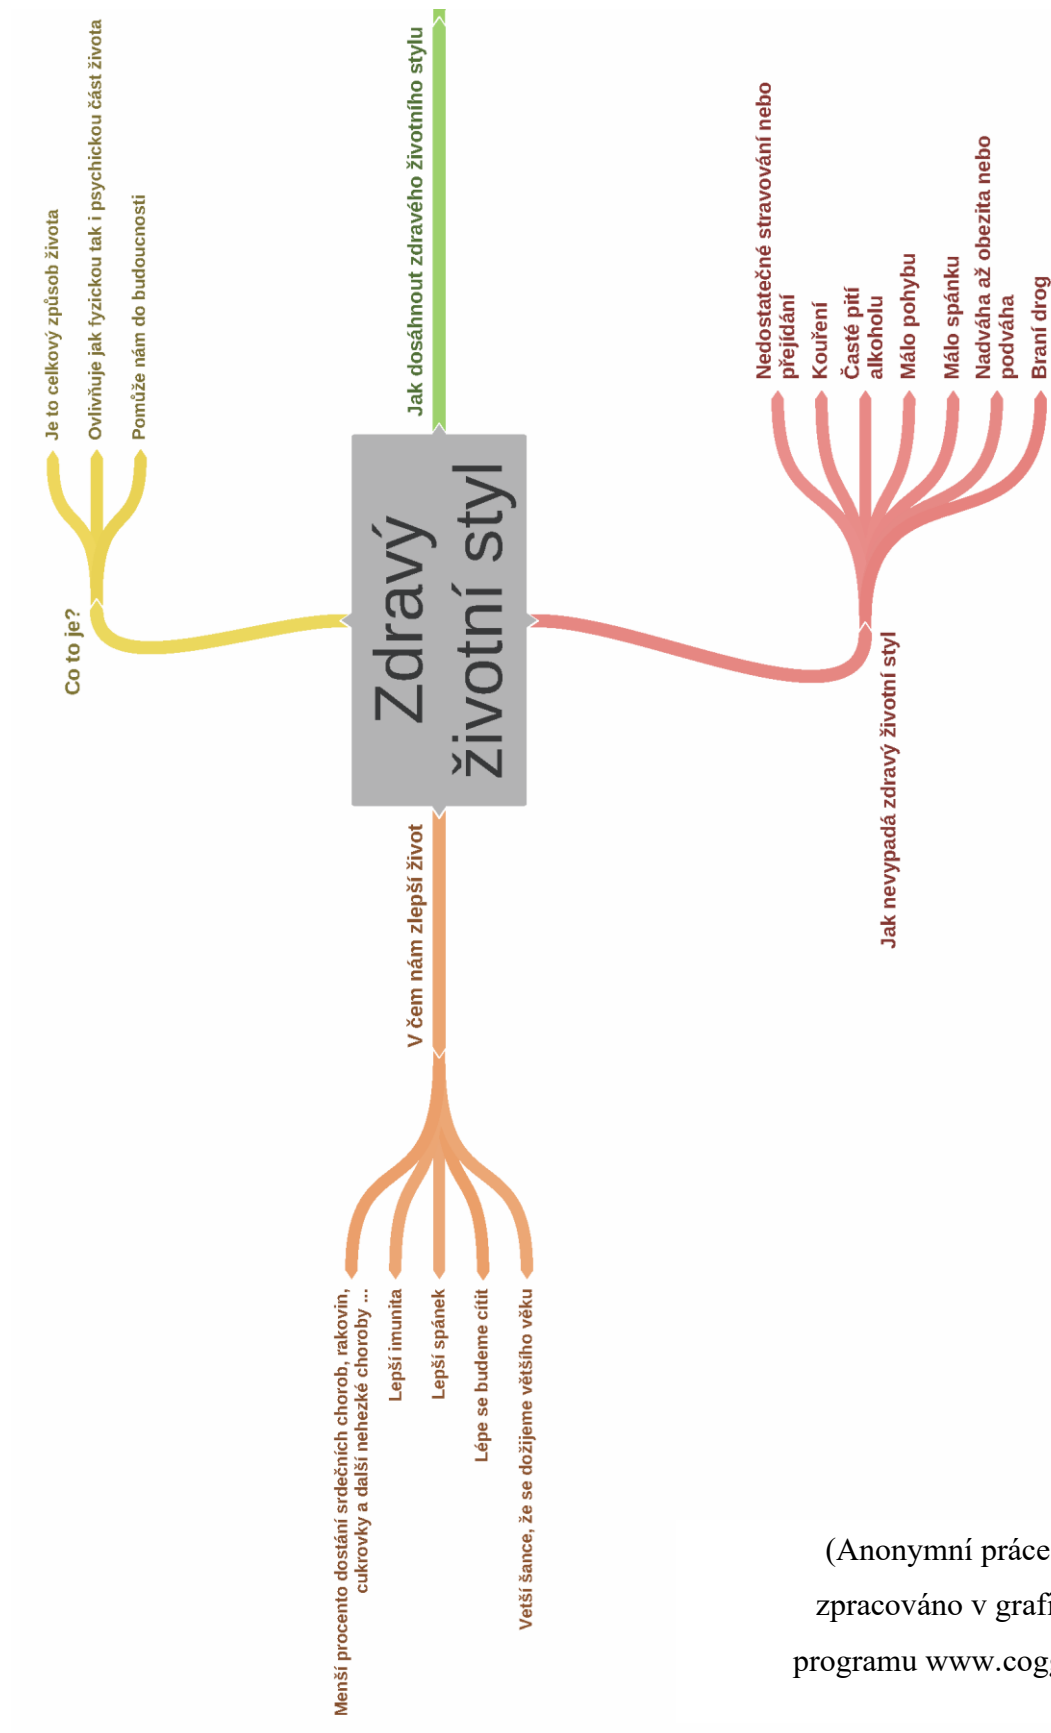 Zdravý
životní styl
Co to je?
Je to celkový způsob života
Ovlivňuje jak fyzickou tak i psychickou část života
Pomůže nám do budoucnosti
Jak dosáhnout zdravého životního stylu
V čem nám zlepší život
Menší procento dostání srdečních chorob, rakovin,
cukrovky a další nehezké choroby ...
Lepší imunita
Lepší spánek
Lépe se budeme cítit
Vetší šance, že se dožijeme většího věku
Jak nevypadá zdravý životní styl
Nedostatečné stravování nebo
přejídání
Kouření
Časté pití
alkoholu
Málo pohybu
Málo spánku
Nadváha až obezita nebo
podváha
Braní drog
(Anonymní práce
zpracováno v
programu